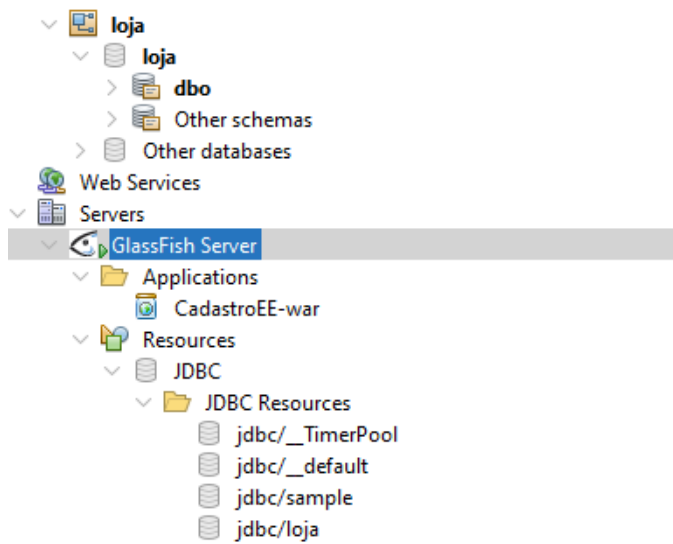 loja
loja
dbo
Other schemas
Other databases
Web Services
Servers
GlassFish Server
Applications
CadastroEE-war
Resources
JDBC
JDBC Resources
jdbc/__TimerPool
jdbc/__default
jdbc/sample
jdbc/loja